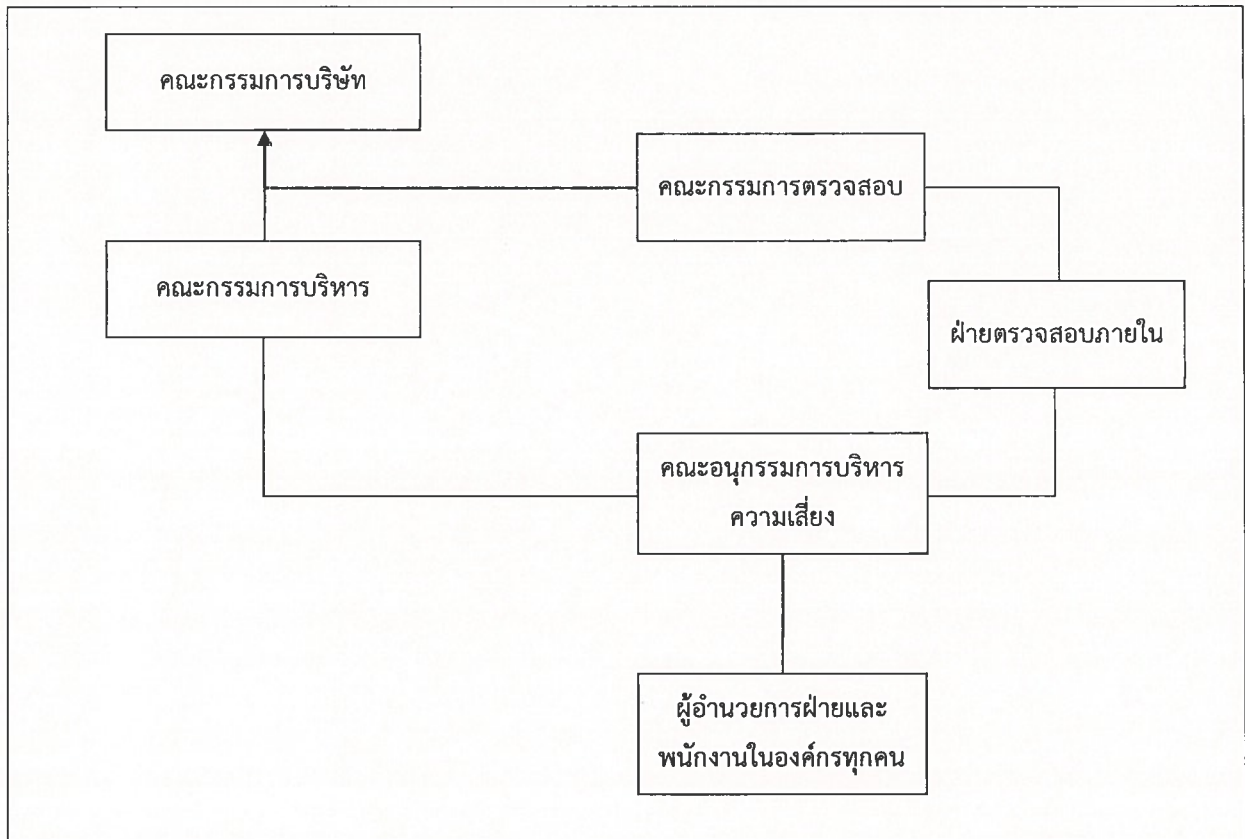 คณะกรรมการบริษัท
คณะกรรมการตรวจสอบ
คณะกรรมการบริหาร
ฝ่ายตรวจสอบภายใน
คณะอนุกรรมการบริหาร
ความเสี่ยง
ผู้อำนวยการฝ่ายและ
พนักงานในองค์กรทุกคน